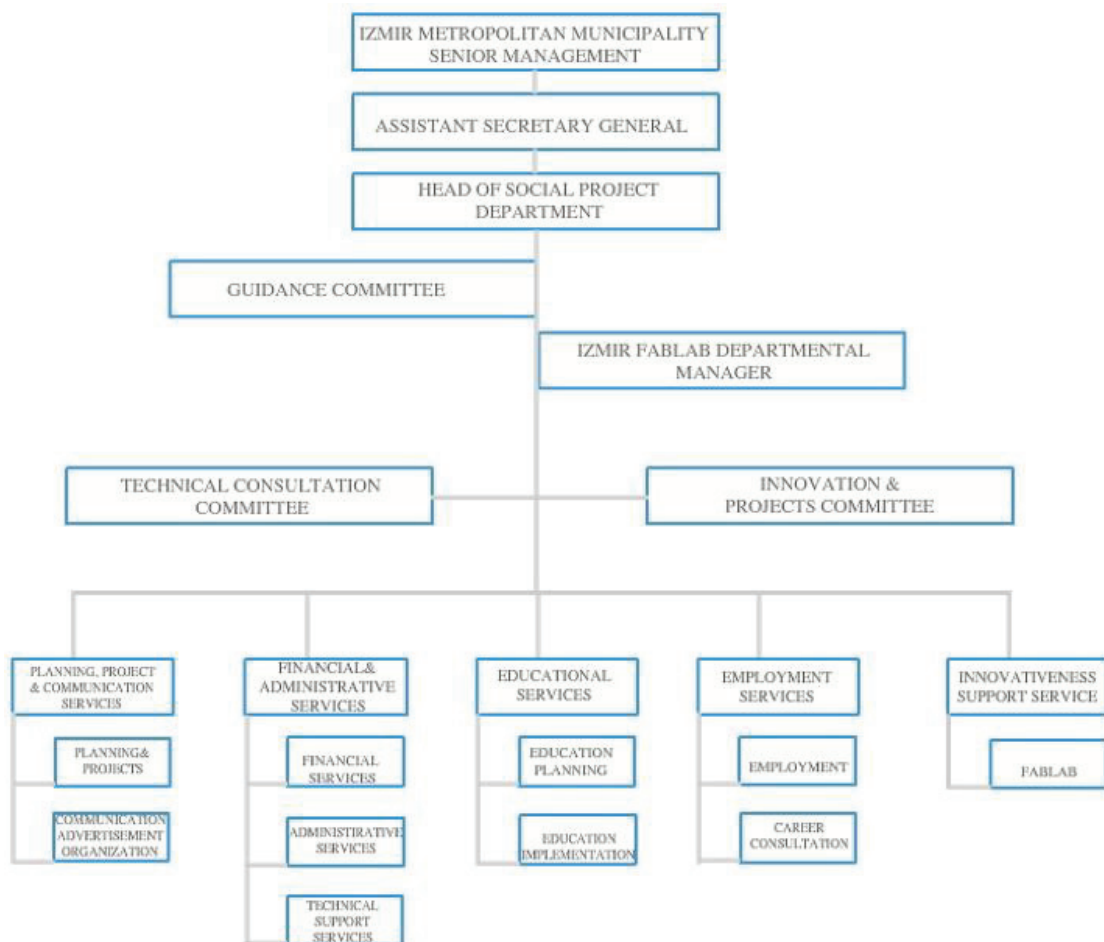 IZMIR METROPOLITAN MUNICIPALITY
SENIOR MANAGEMENT
ASSISTANT SECRETARY GENERAL
HEAD OF SOCIAL PROJECT
DEPARTMENT
GUIDANCE COMMITTEE
IZMIR FABLAB DEPARTMENTAL
MANAGER
TECHNICAL CONSULTATION
COMMITTEE
INNOVATION &
PROJECTS COMMITTEE
PLANNING, PROJECT
& COMMUNICATION
SERVICES
PLANNING&
PROJECTS
COMMUNICATION
ADVERTISEMENT
ORGANIZATION
FINANCIAL&
ADMINISTRATIVE
SERVICES
FINANCIAL
SERVICES
ADMINISTRATIVE
SERVICES
TECHNICAL
SUPPORT
SERVICES
EDUCATIONAL
SERVICES
EDUCATION
PLANNING
EDUCATION
IMPLEMENTATION
EMPLOYMENT
SERVICES
EMPLOYMENT
CAREER
CONSULTATION
INNOVATIVENESS
SUPPORT SERVICE
FABLAB